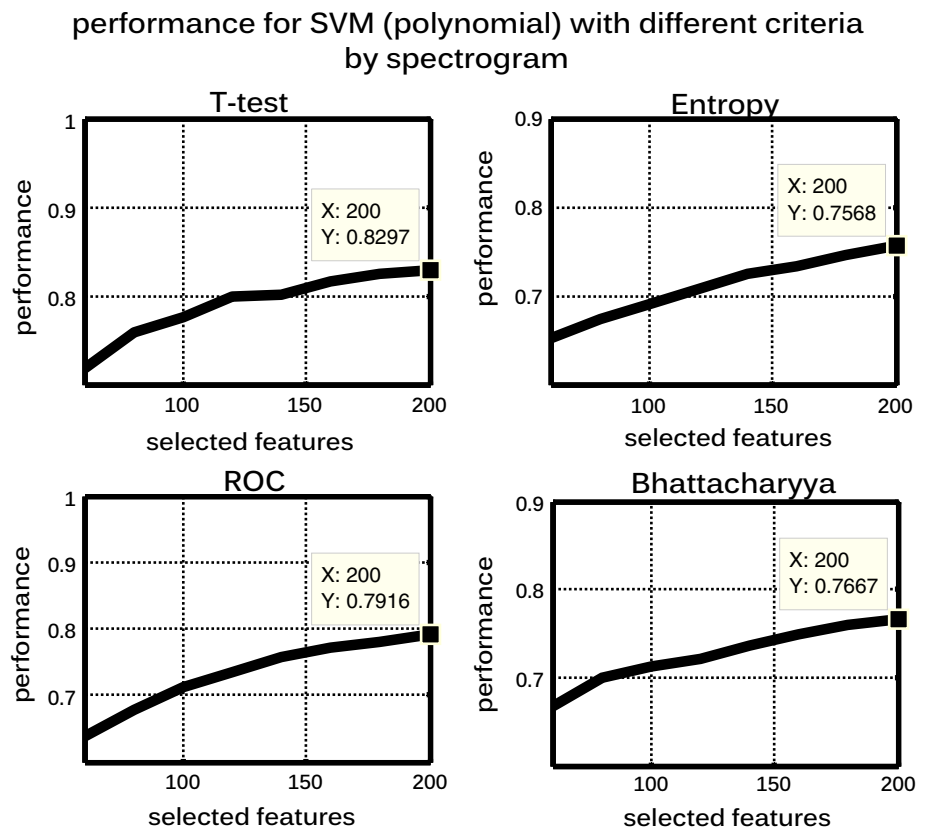 performance for SVM (polynomial) with different criteria
by spectrogram
T-test
1
0.9
0.8
performance
X: 200
Y: 0.8297
100
150
200
selected features
Entropy
0.9
0.8
0.7
performance
X: 200
Y: 0.7568
100
150
200
selected features
ROC
1
0.9
0.8
0.7
performance
X: 200
Y: 0.7916
100
150
200
selected features
Bhattacharyya
0.9
0.8
0.7
performance
X: 200
Y: 0.7667
100
150
200
selected features